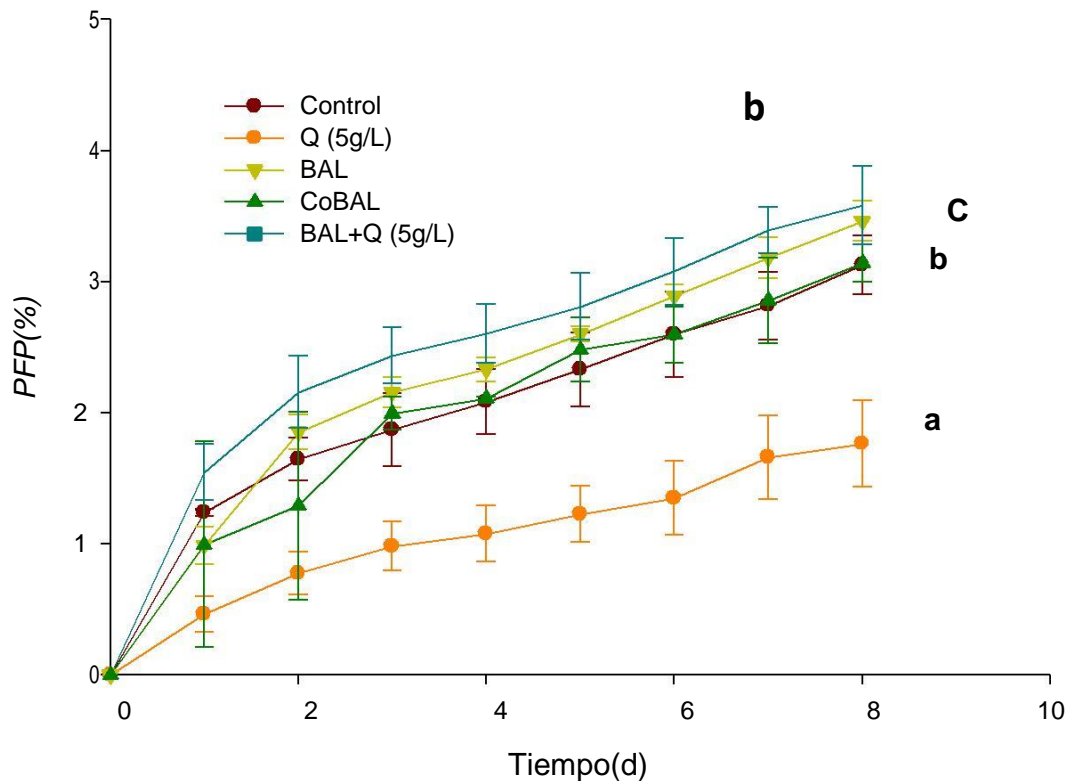 5
Control
b
Q (5g/L)
4
BAL
CoBAL
BAL+Q (5g/L)
C
3
b
PFP(%)
2
a
1
0
0 2 4 6 8 10
Tiempo(d)